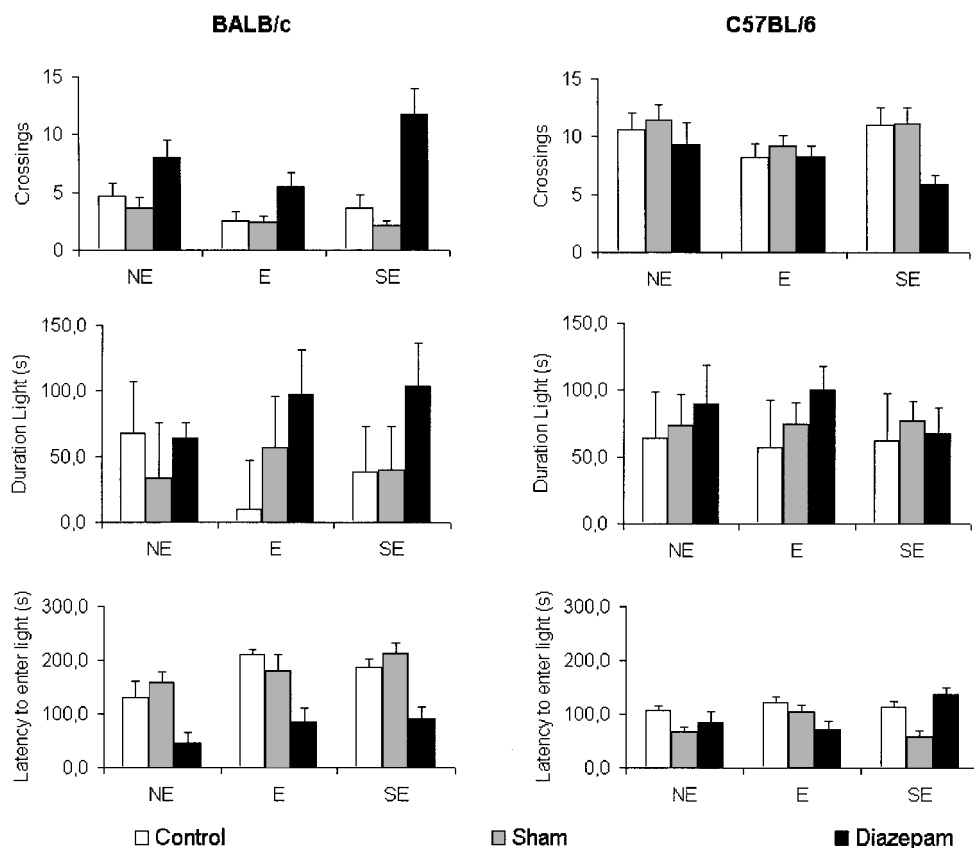 BALB/c
Crossings
15
10
5
0
NE E SE
Duration Light (s)
150,0
100,0
50,0
0,0
NE E SE
Latency to enter light (s)
300,0
200,0
100,0
0,0
NE E SE
C57BL/6
Crossings
15
10
5
0
NE E SE
Duration Light (s)
150,0
100,0
50,0
0,0
NE E SE
Latency to enter light (s)
300,0
200,0
100,0
0,0
NE E SE
Control Sham Diazepam